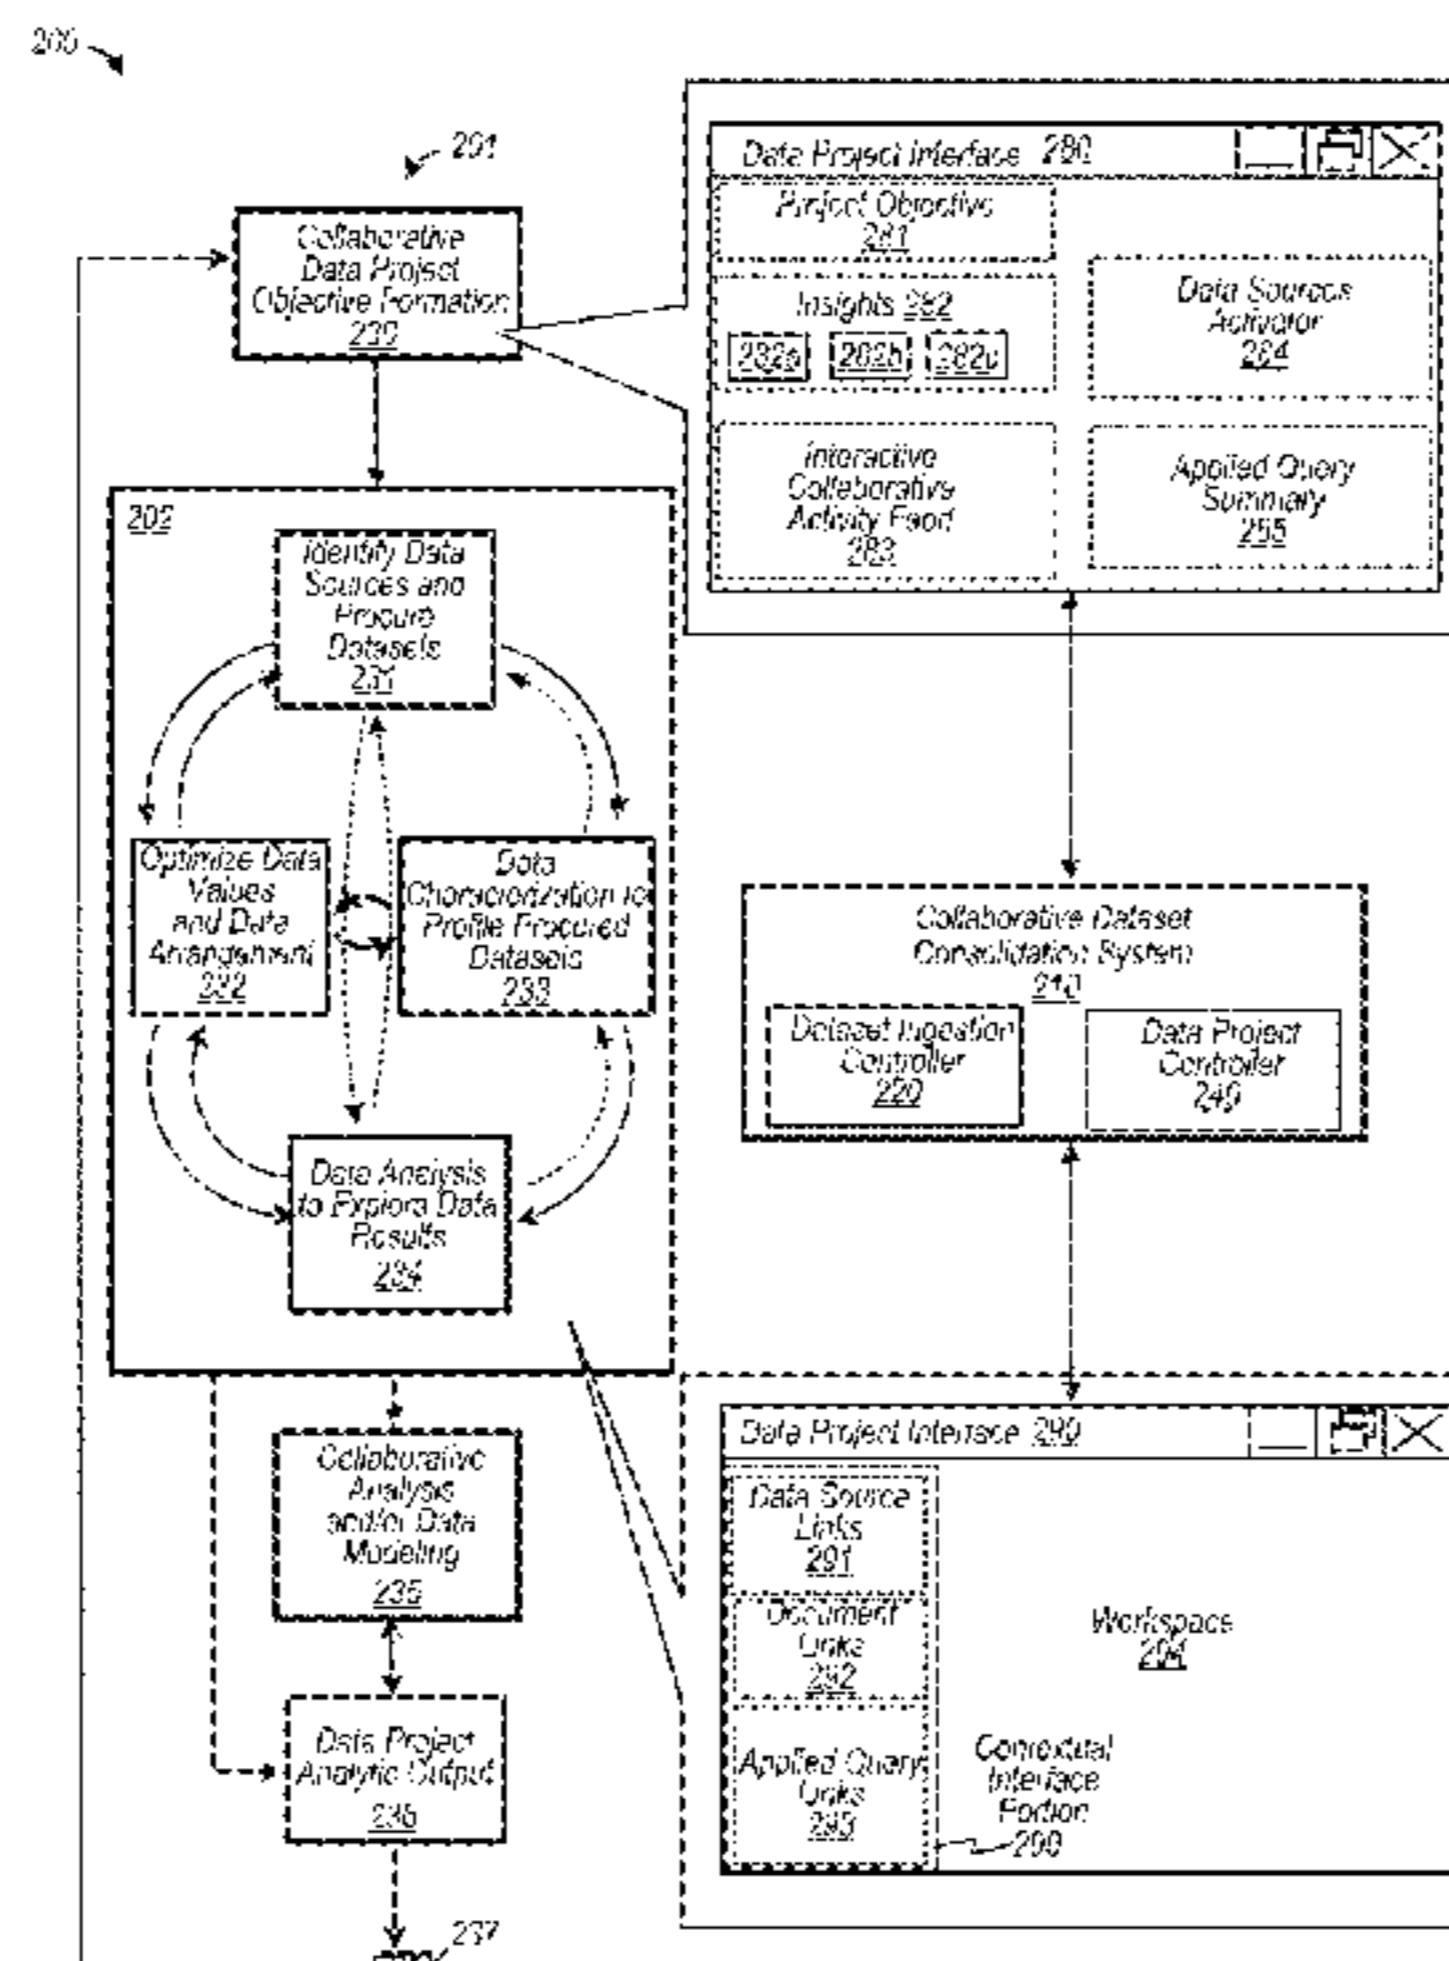 200
201
Collaborative
Data Project
Objective Formation
230
202
Identify Data
Sources and
Procure
Datasets
231
Optimize Data
Values
and Data
Arrangement
232
Data
Characterization to
Profile Procured
Datasets
233
Data Analysis
to Explore Data
Results
234
Collaborative
Analysis
and/or Data
Modeling
235
Data Project
Analytic Output
236
237
Data Project Interface 280
Project Objective
281
Insights 282
282a 282b 282c
Interactive
Collaborative
Activity Feed
283
Data Sources
Activator
284
Applied Query
Summary
285
Collaborative Dataset
Consolidation System
210
Dataset Ingestion
Controller
220
Data Project
Controller
240
Data Project Interface
Data Source
Links
291
Document
Links
292
Applied Query
Links
293
Workspace
294
Contextual
Interface
Portion
299